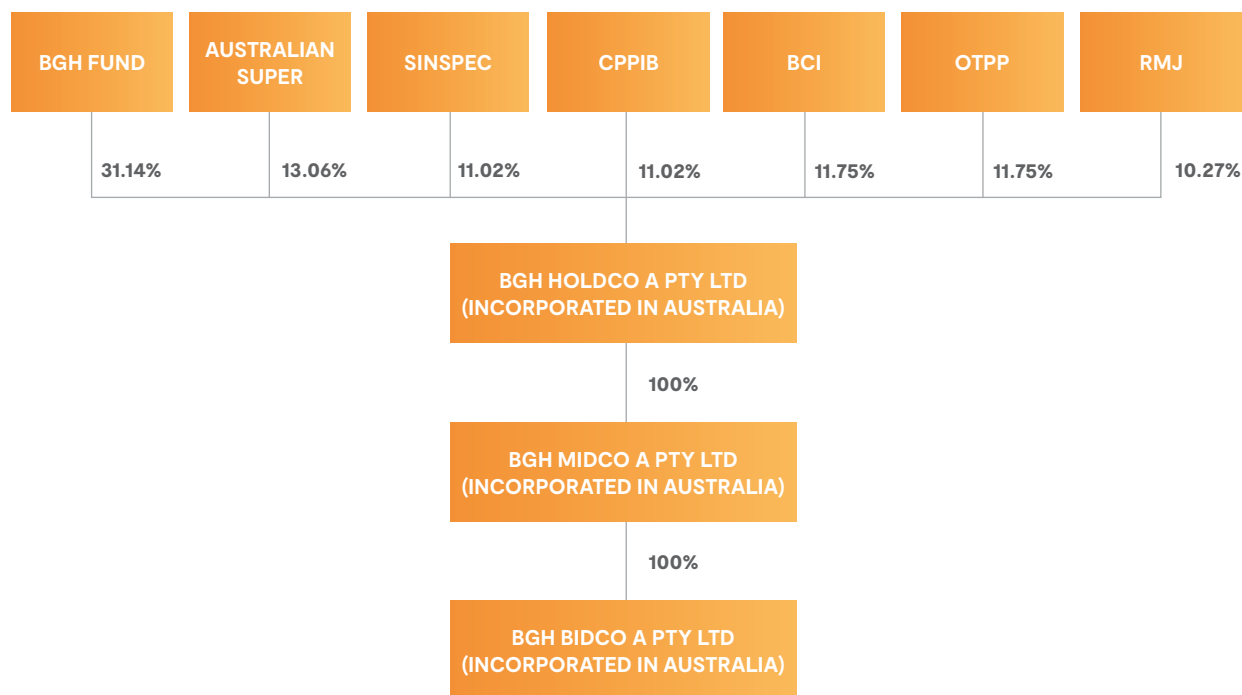 BGH FUND
AUSTRALIAN
SUPER
SINSPEC
CPPIB
BCI
OTPP
RMJ
31.14%
13.06%
11.02%
11.02%
11.75%
11.75%
10.27%
BGH HOLDCO A PTY LTD
(INCORPORATED IN AUSTRALIA)
100%
BGH MIDCO A PTY LTD
(INCORPORATED IN AUSTRALIA)
100%
BGH BIDCO A PTY LTD
(INCORPORATED IN AUSTRALIA)